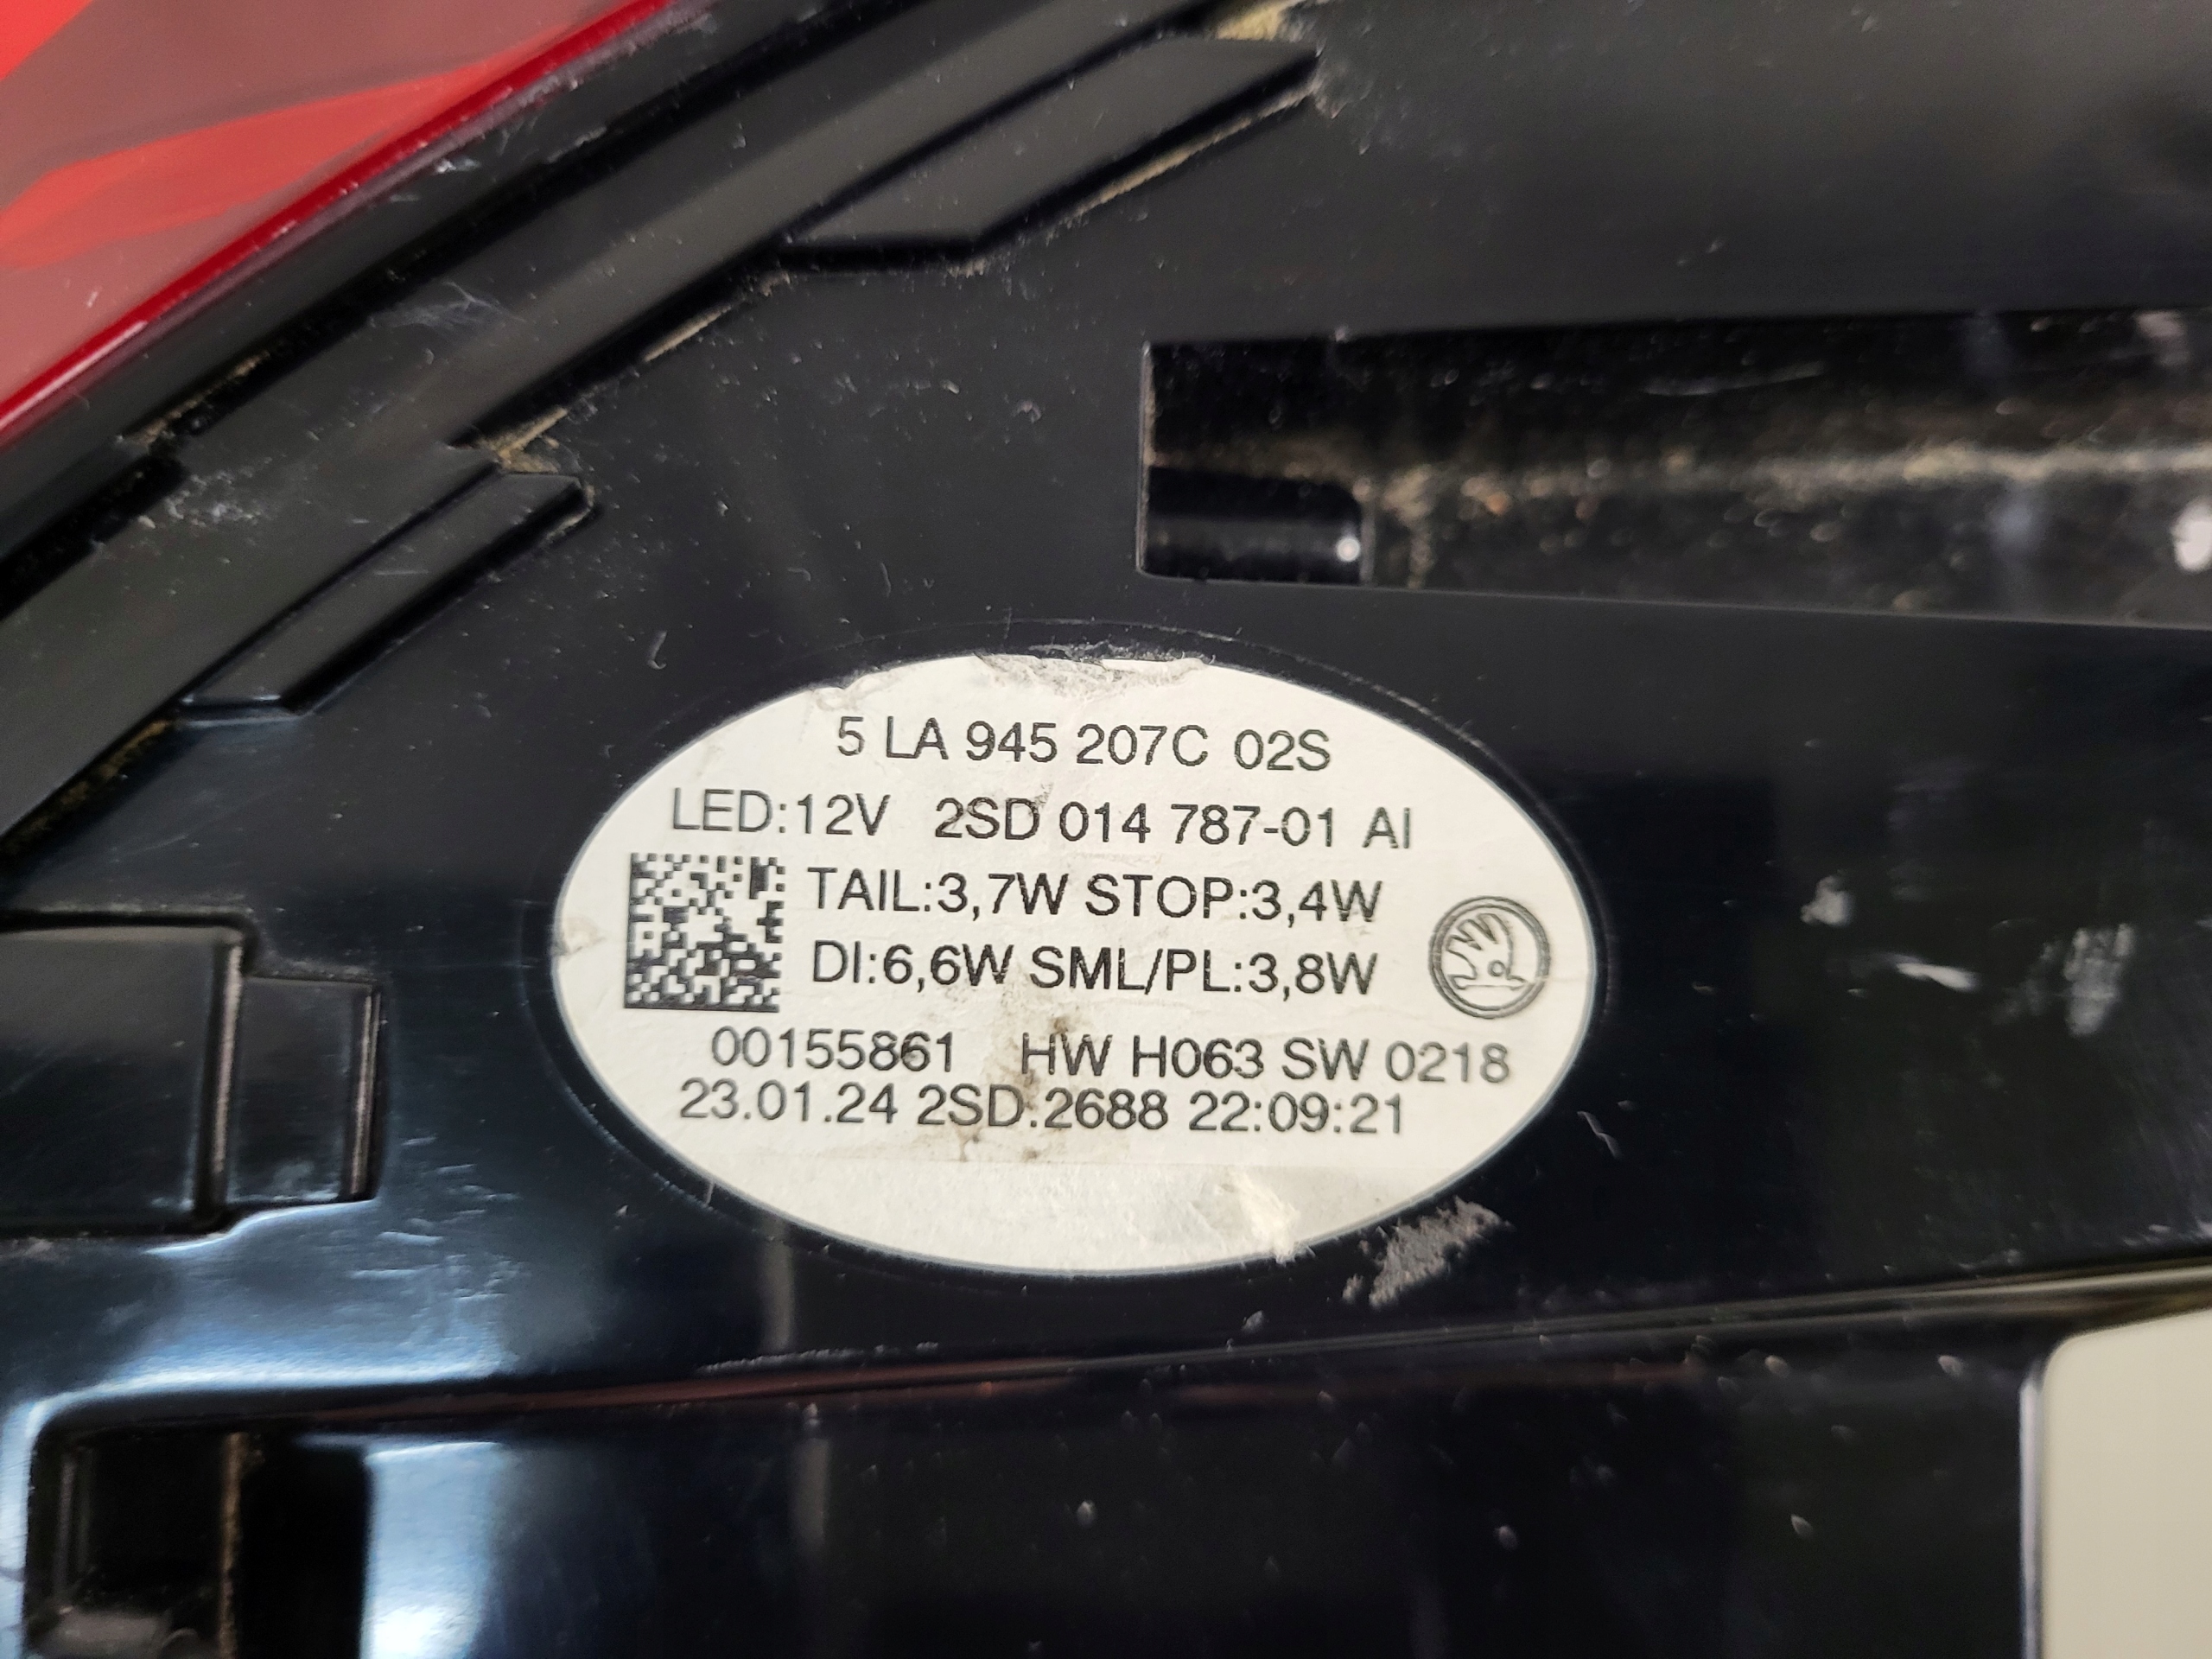 5 LA 945 207C 02S
LED:12V 2SD 014 787-01 AI
TAIL:3,7W STOP:3,4W
DI:6,6W SML/PL:3,8W
00155861 HW H063 SW 0218
23.01.24 2SD.2688 22:09:21